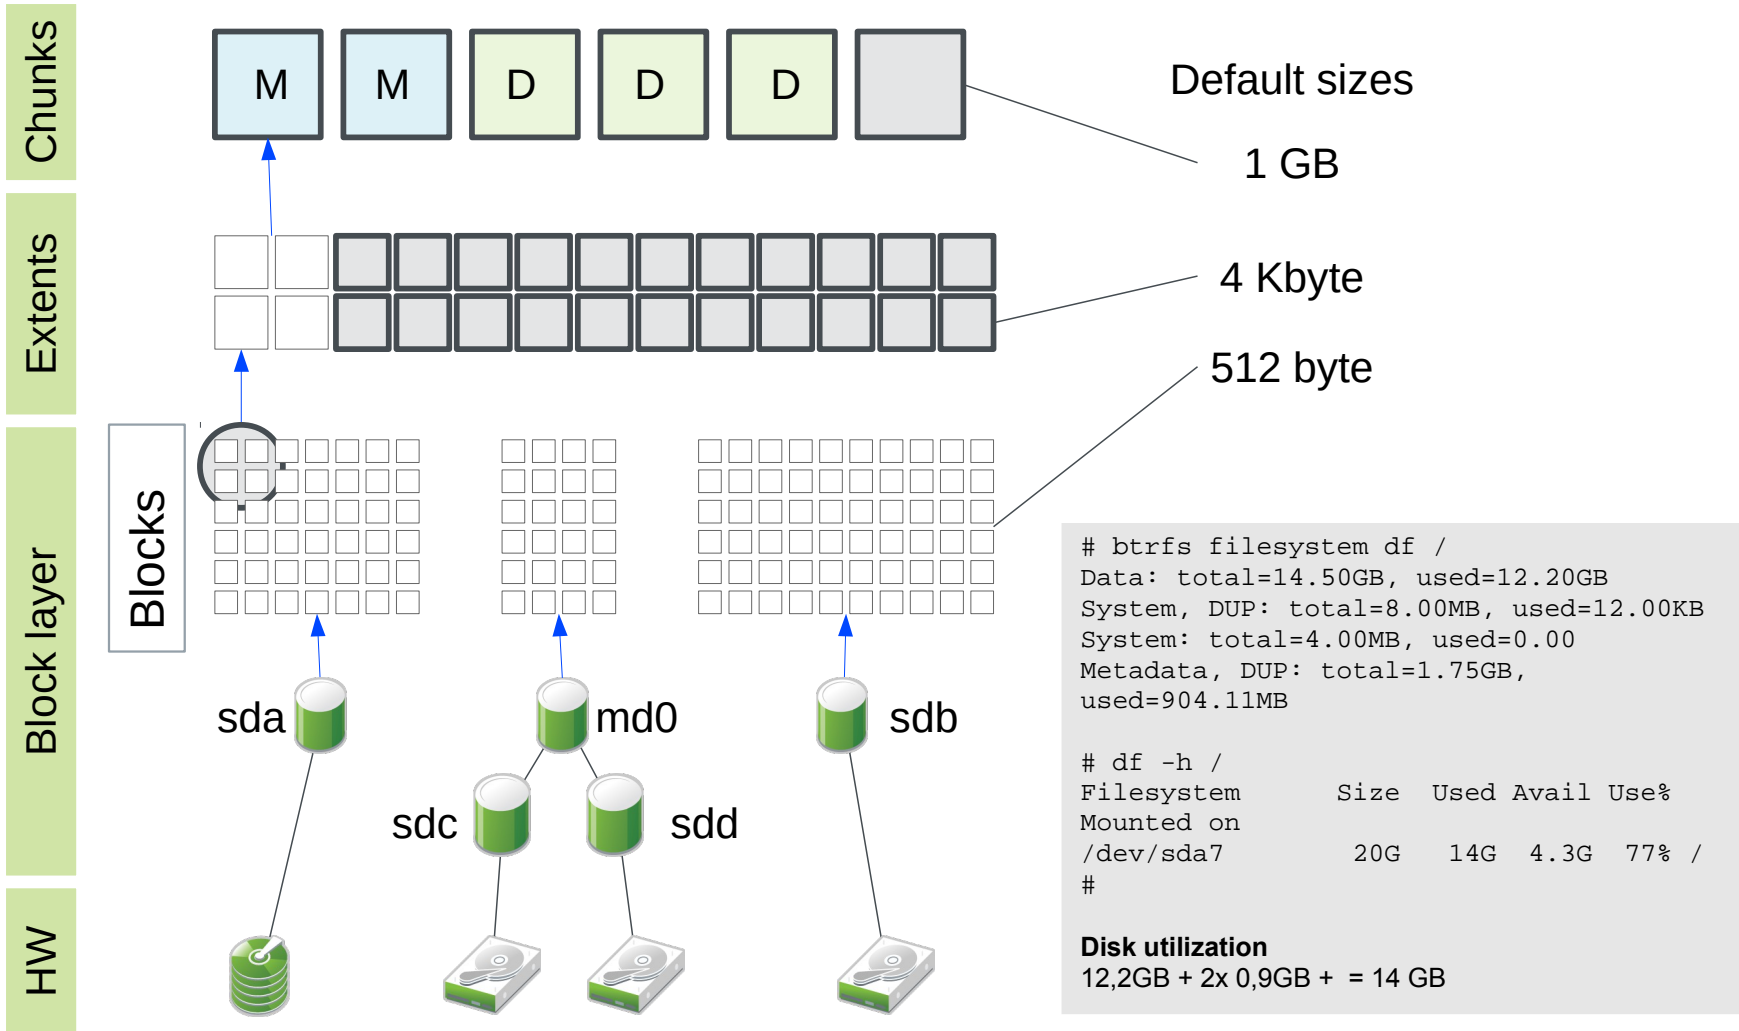 Chunks
M M D D D
Default sizes
1 GB
Extents
4 Kbyte
512 byte
Block layer
Blocks
sda
md0
sdb
sdc
sdd
HW
# btrfs filesystem df /
Data: total=14.50GB, used=12.20GB
System, DUP: total=8.00MB, used=12.00KB
System: total=4.00MB, used=0.00
Metadata, DUP: total=1.75GB,
used=904.11MB
# df -h /
Filesystem Size Used Avail Use%
Mounted on
/dev/sda7 20G 14G 4.3G 77% /
#
Disk utilization
12,2GB + 2x 0,9GB + = 14 GB